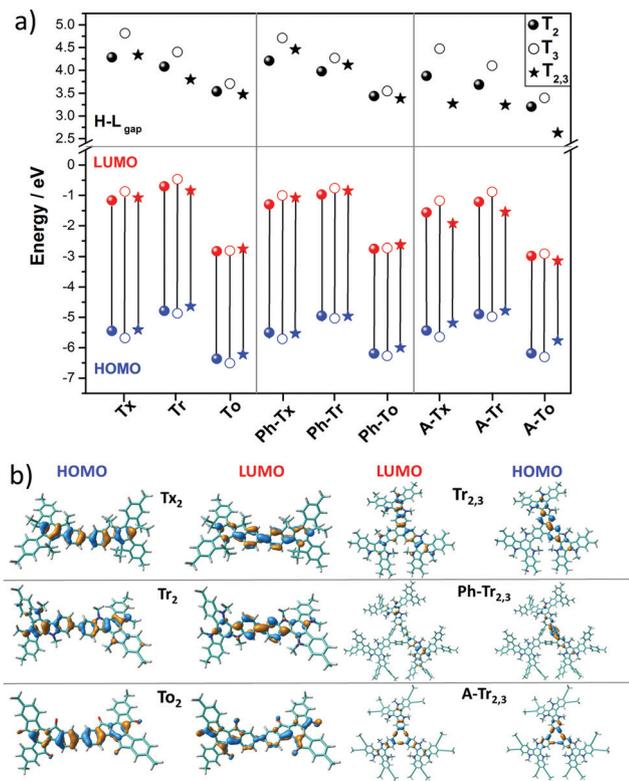 a)
5.0
4.5
4.0
3.5
3.0
2.5
H-L gap
T2
T3
T2,3
Energy / eV
LUMO
0
-1
-2
-3
-4
-5
-6
-7
HOMO
Tx Tr To Ph-Tx Ph-Tr Ph-To A-Tx A-Tr A-To
b) HOMO LUMO LUMO HOMO
Tx2 Tr2,3
Tr2 Ph-Tr2,3
To2 A-Tr2,3